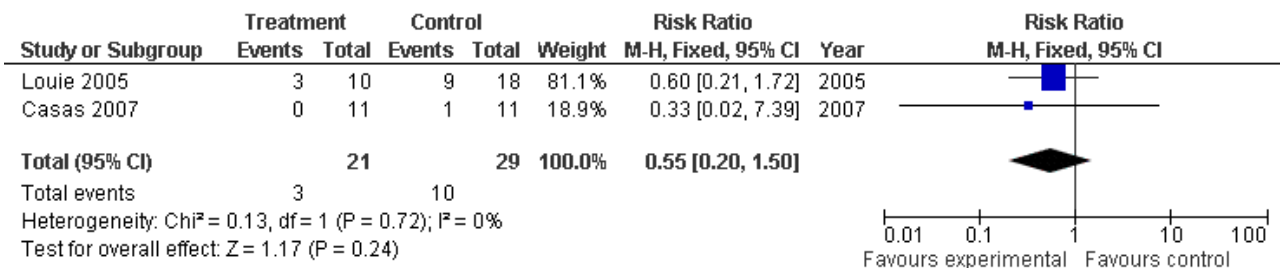 Treatment Control Risk Ratio Risk Ratio
Study or Subgroup Events Total Events Total Weight M-H, Fixed, 95% CI Year M-H, Fixed, 95% CI
Louie 2005 3 10 9 18 81.1% 0.60 [0.21, 1.72] 2005
Casas 2007 0 11 1 11 18.9% 0.33 [0.02, 7.39] 2007
Total (95% CI) 21 29 100.0% 0.55 [0.20, 1.50]
Total events 3 10
Heterogeneity: Chi² = 0.13, df = 1 (P = 0.72); I² = 0%
Test for overall effect: Z = 1.17 (P = 0.24)
0.01 0.1 1 10 100
Favours experimental Favours control